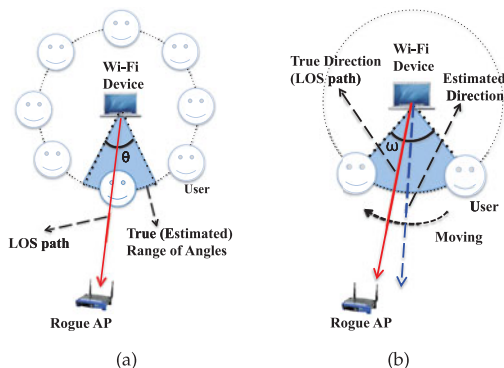 Wi-Fi
Device
θ
User
LOS path
True (Estimated)
Range of Angles
Rogue AP
(a)
True Direction
(LOS path)
Wi-Fi
Device
Estimated
Direction
ω
User
Moving
Rogue AP
(b)